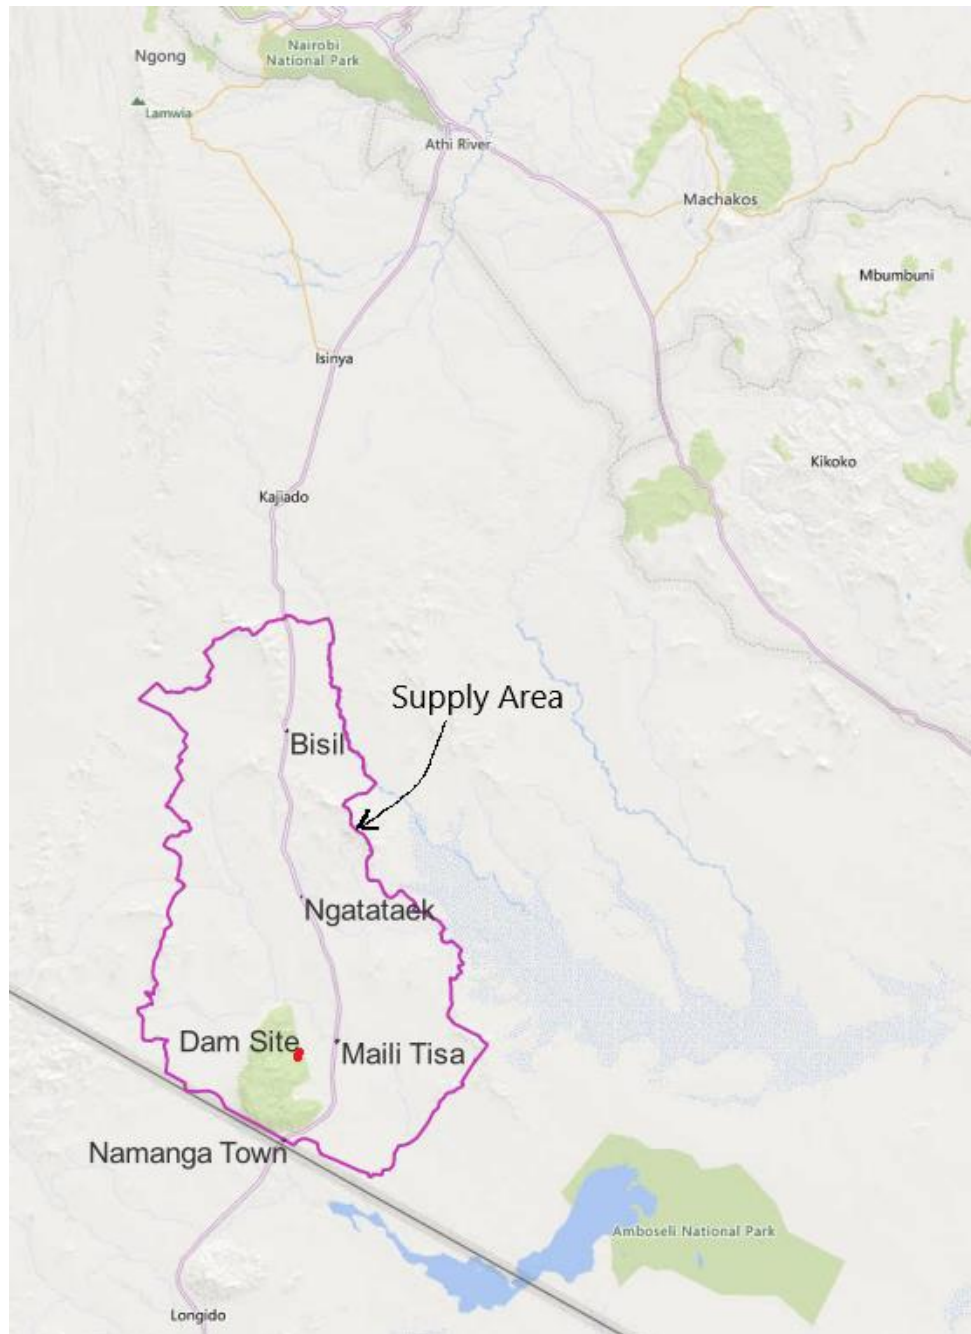 Nairobi
National Park
Ngong
Lamwia
Athi River
Machakos
Mbumbuni
Isinya
Kikoko
Kajiado
Supply Area
Bisil
Ngatataek
Dam Site
Maili Tisa
Namanga Town
Amboseli National Park
Longido